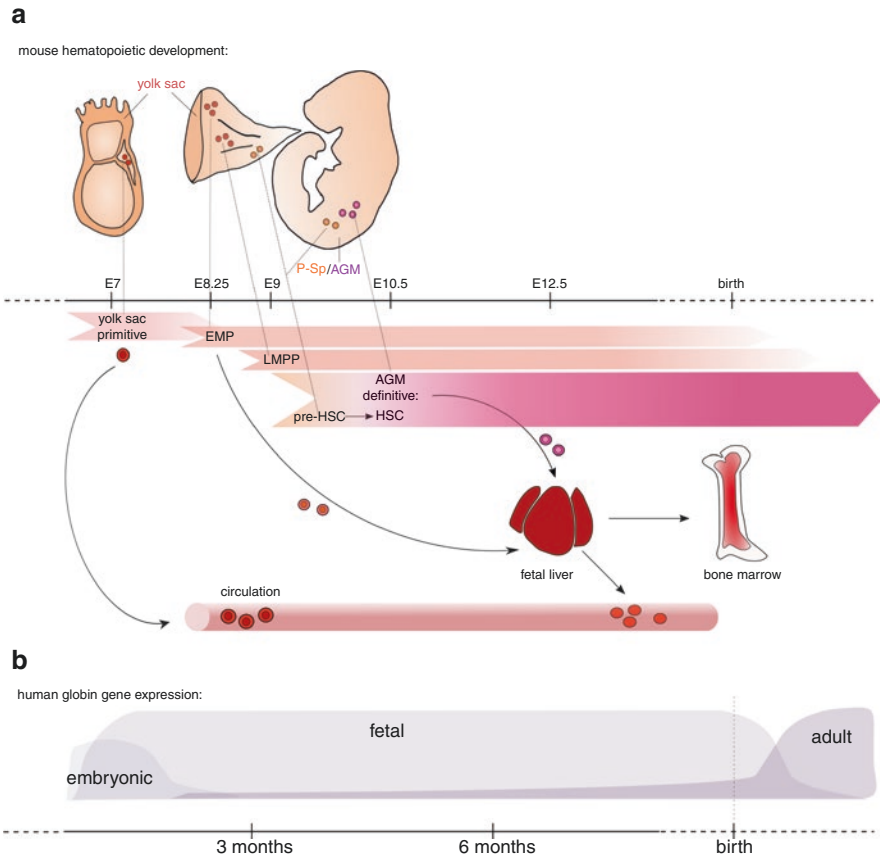 a
mouse hematopoietic development:
yolk sac
P-Sp/AGM
E7 E8.25 E9 E10.5 E12.5 birth
yolk sac
primitive
EMP
LMPP
AGM
definitive:
pre-HSC HSC
fetal liver
bone marrow
circulation
b
human globin gene expression:
fetal
adult
embryonic
3 months 6 months birth